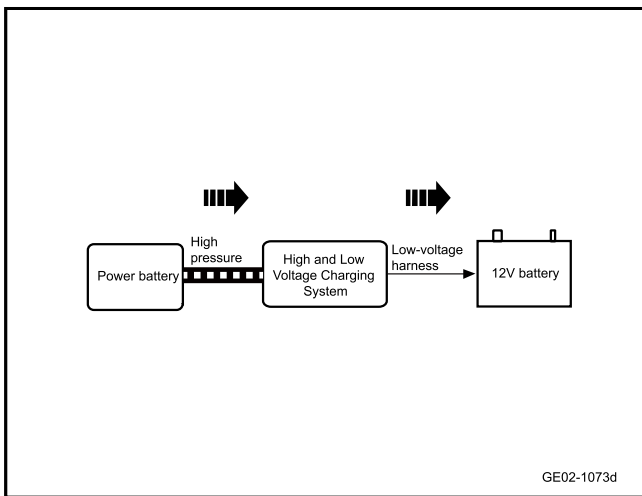 High
pressure
Low-voltage
harness
Power battery
High and Low
Voltage Charging
System
12V battery
GE02-1073d